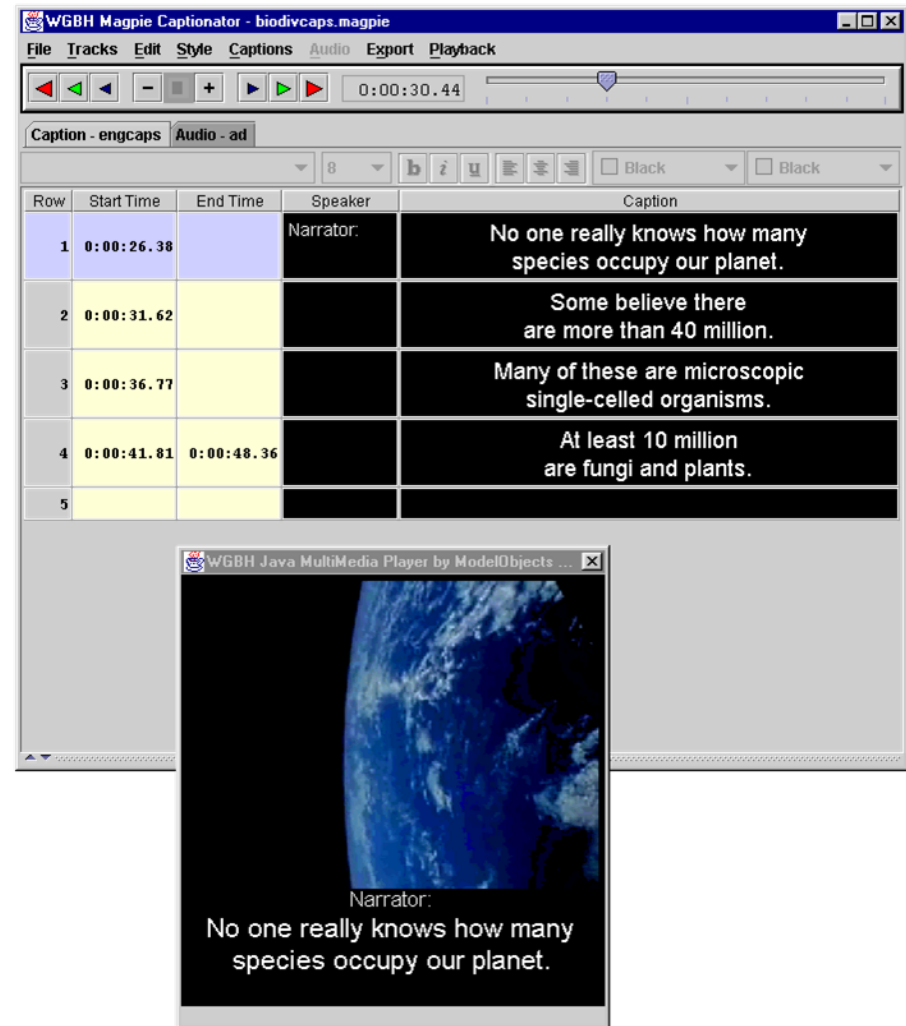 WGBH Magpie Captionator - biodivcaps.magpie
File Tracks Edit Style Captions Audio Export Playback
0:00:30.44
Caption - engcaps Audio - ad
8 b i u Black Black
Row Start Time End Time Speaker Caption
1 0:00:26.38 Narrator: No one really knows how many
species occupy our planet.
2 0:00:31.62 Some believe there
are more than 40 million.
3 0:00:36.77 Many of these are microscopic
single-celled organisms.
4 0:00:41.81 0:00:48.36 At least 10 million
are fungi and plants.
5
WGBH Java MultiMedia Player by ModelObjects ...
Narrator:
No one really knows how many
species occupy our planet.